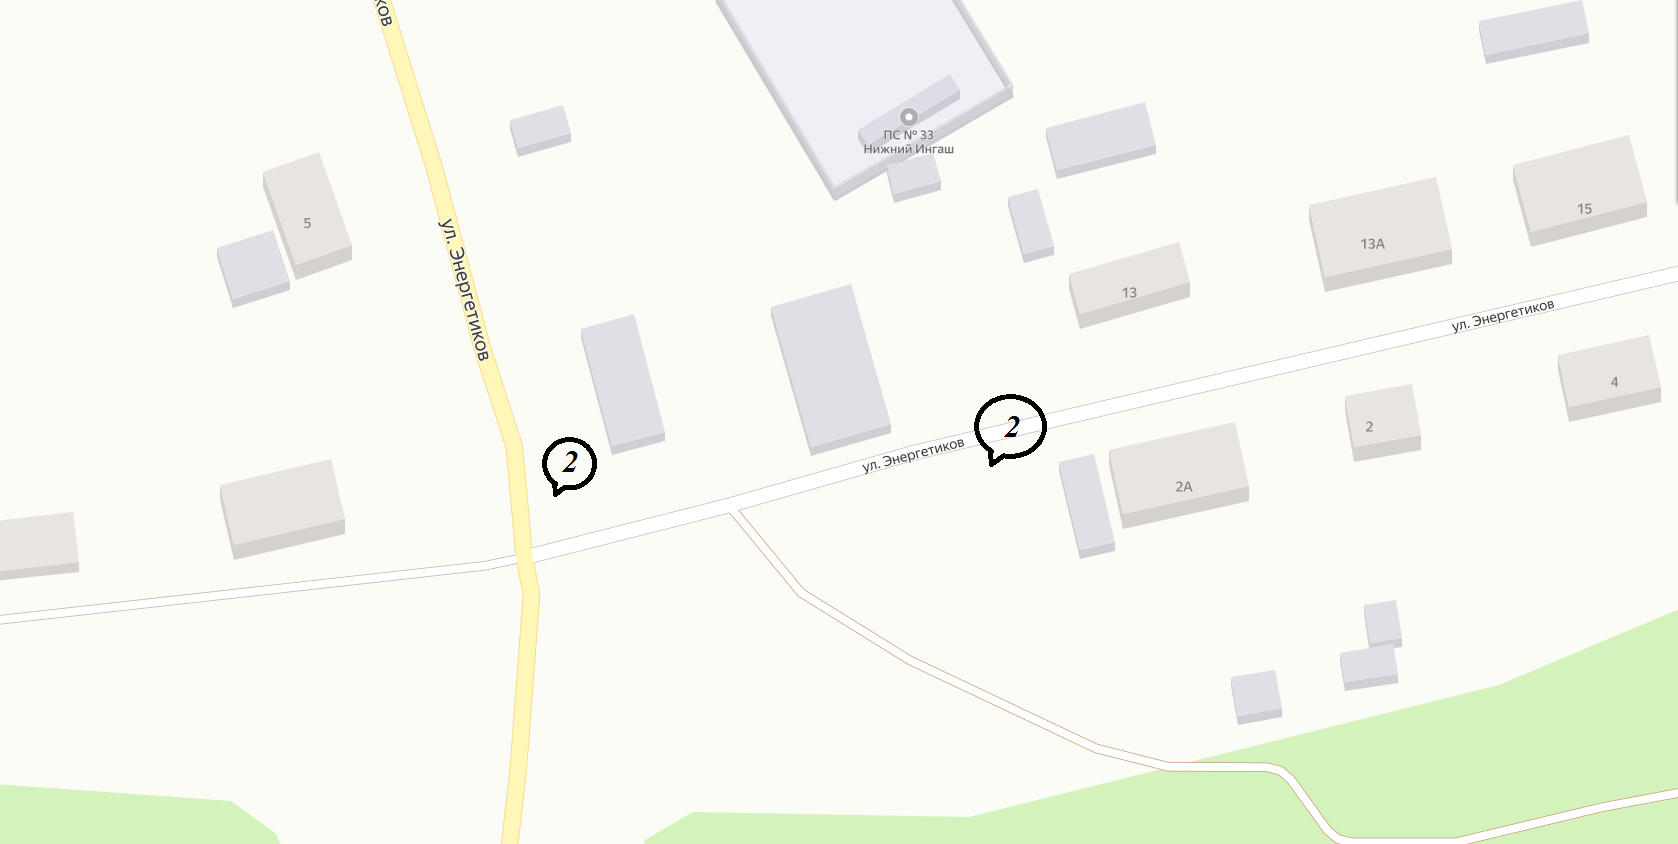 ков
ПС № 33
Нижний Ингаш
5
ул. Энергетиков
13
13А
15
ул. Энергетиков
4
2
2А
2
ул. Энергетиков
2